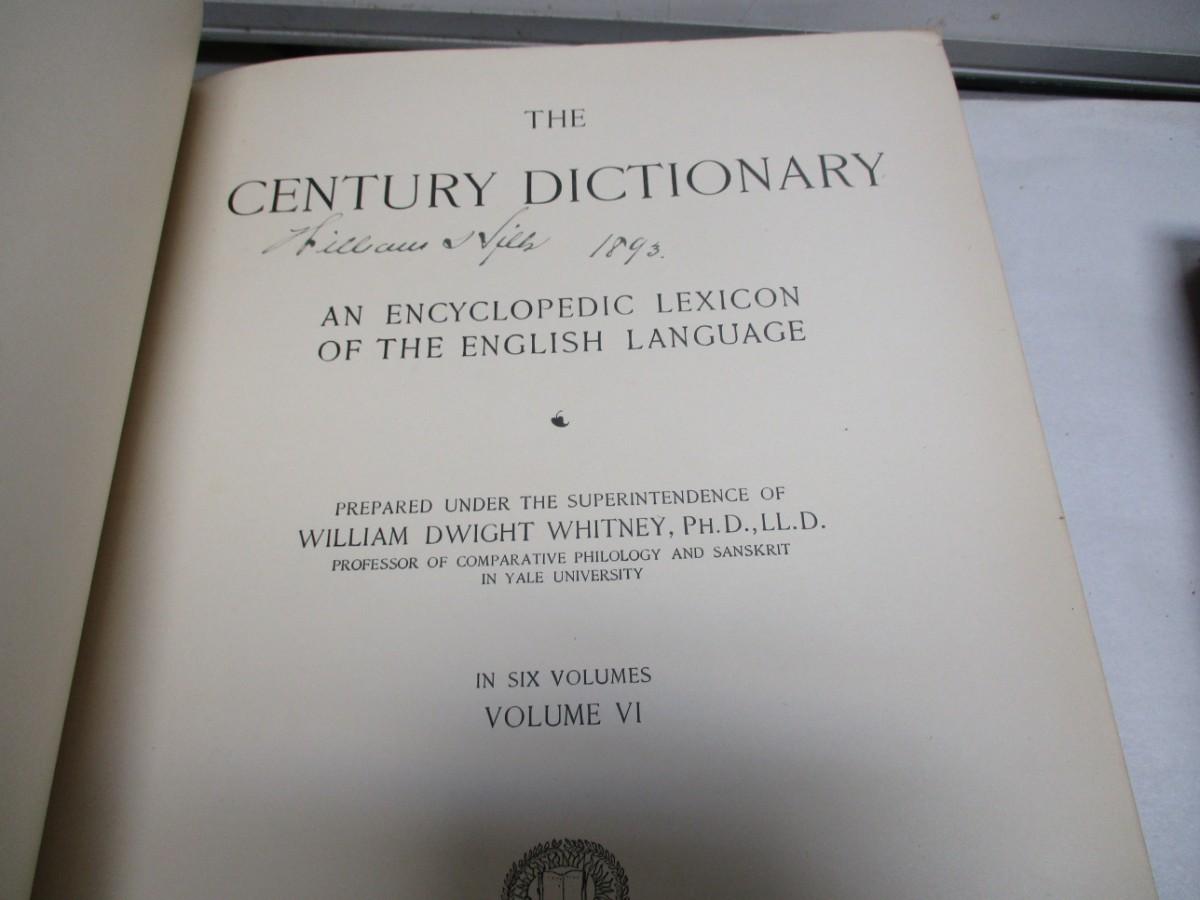 THE
CENTURY DICTIONARY
William 1893.
AN ENCYCLOPEDIC LEXICON
OF THE ENGLISH LANGUAGE
PREPARED UNDER THE SUPERINTENDENCE OF
WILLIAM DWIGHT WHITNEY, PH.D., LL.D.
PROFESSOR OF COMPARATIVE PHILOLOGY AND SANSKRIT
IN YALE UNIVERSITY
IN SIX VOLUMES
VOLUME VI